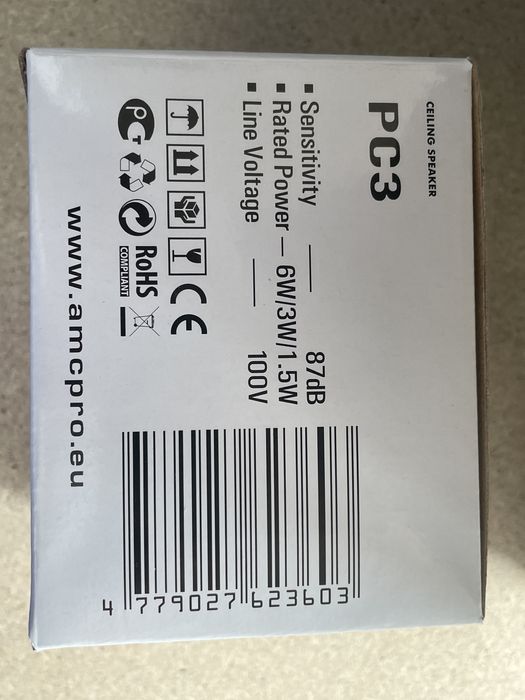 CEILING SPEAKER
PC3
▪ Sensitivity — 87dB
▪ Rated Power — 6W/3W/1.5W
▪ Line Voltage — 100V
CE
PCT RoHS
COMPLIANT
www.amcpro.eu
4 779027 623603